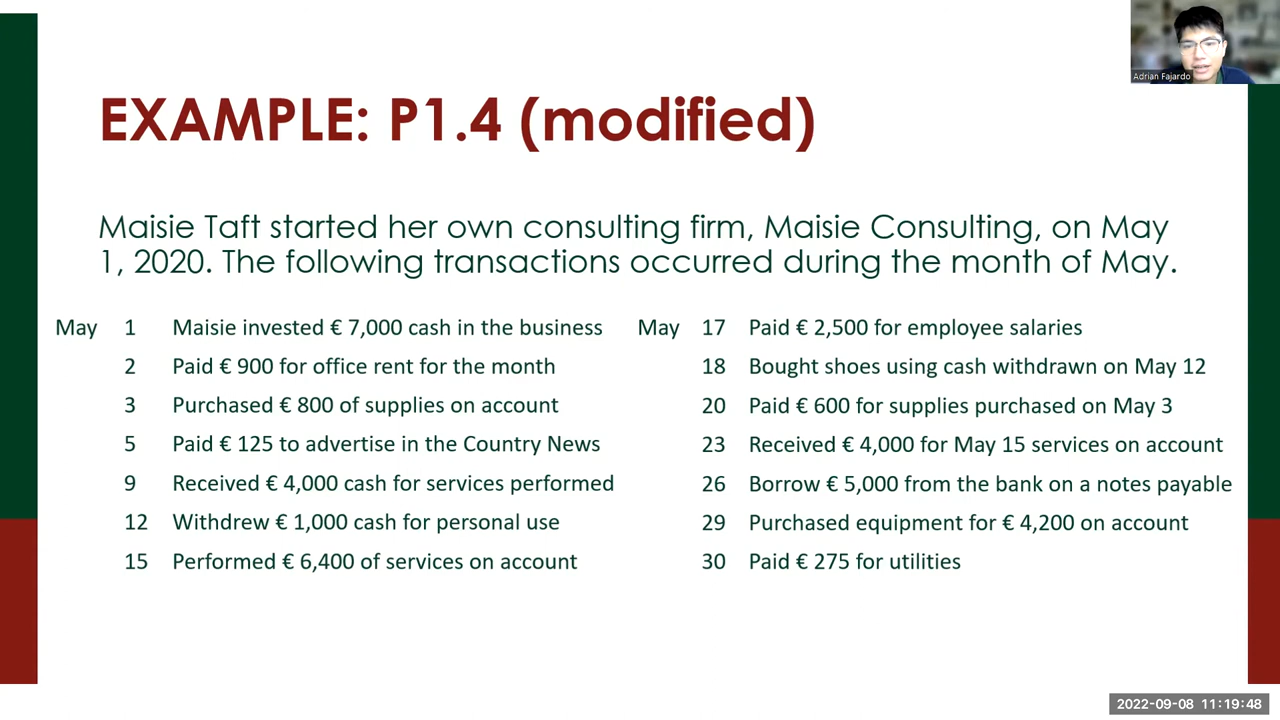 Adrian Fajardo
EXAMPLE: P1.4 (modified)
Maisie Taft started her own consulting firm, Maisie Consulting, on May
1, 2020. The following transactions occurred during the month of May.
May 1 Maisie invested € 7,000 cash in the business
2 Paid € 900 for office rent for the month
3 Purchased € 800 of supplies on account
5 Paid € 125 to advertise in the Country News
9 Received € 4,000 cash for services performed
12 Withdrew € 1,000 cash for personal use
15 Performed € 6,400 of services on account
May 17 Paid € 2,500 for employee salaries
18 Bought shoes using cash withdrawn on May 12
20 Paid € 600 for supplies purchased on May 3
23 Received € 4,000 for May 15 services on account
26 Borrow € 5,000 from the bank on a notes payable
29 Purchased equipment for € 4,200 on account
30 Paid € 275 for utilities
2022-09-08 11:19:48